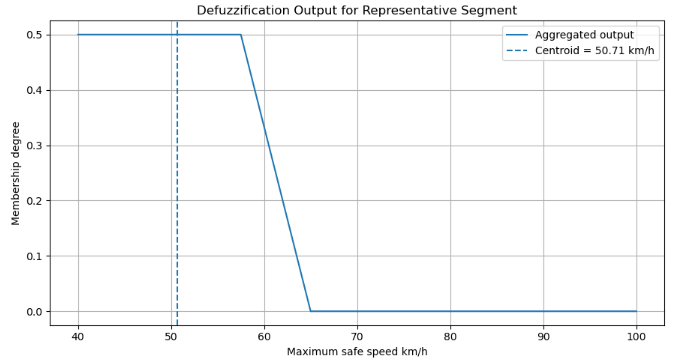 Defuzzification Output for Representative Segment
Aggregated output
Centroid = 50.71 km/h
Membership degree
0.5
0.4
0.3
0.2
0.1
0.0
40 50 60 70 80 90 100
Maximum safe speed km/h